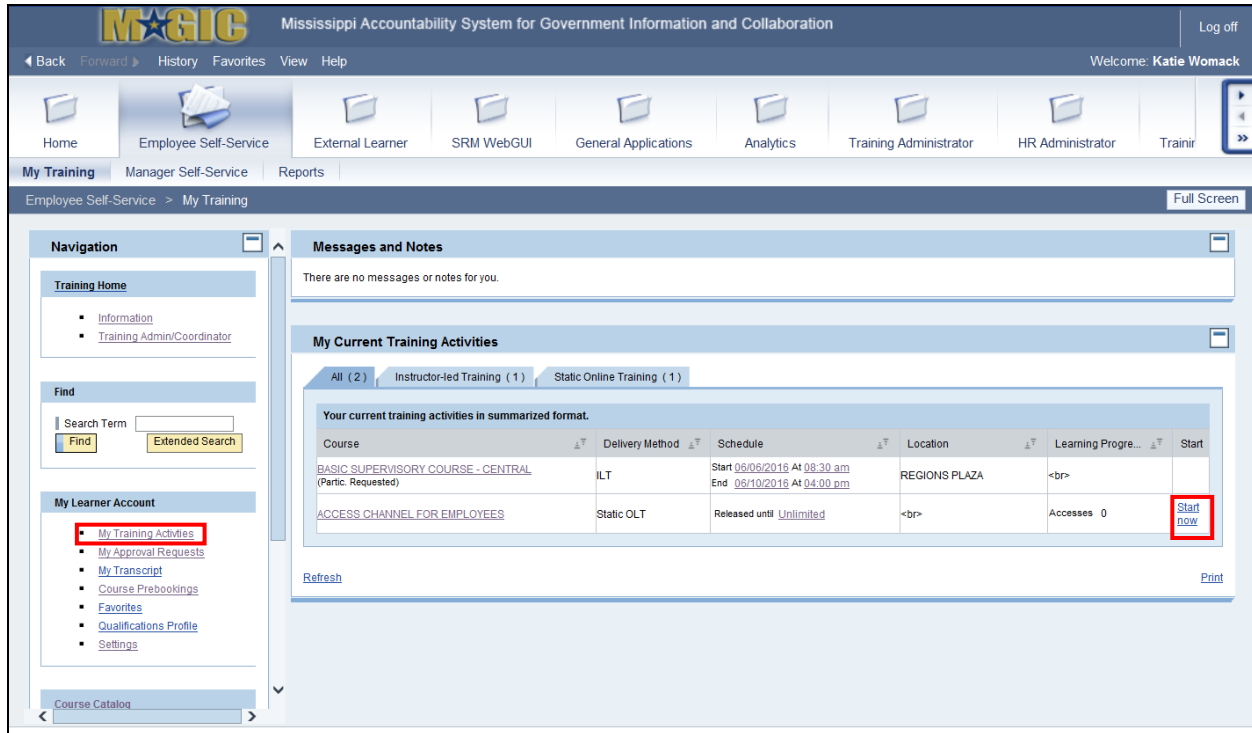 MAGIC Mississippi Accountability System for Government Information and Collaboration Log off
Back Forward History Favorites View Help Welcome: Katie Womack
Home Employee Self-Service External Learner SRM WebGUI General Applications Analytics Training Administrator HR Administrator Trainin
My Training Manager Self-Service Reports
Employee Self-Service > My Training Full Screen
Navigation
Training Home
Information
Training Admin/Coordinator
Find
Search Term
Find Extended Search
My Learner Account
My Training Activties
My Approval Requests
My Transcript
Course Prebookings
Favorites
Qualifications Profile
Settings
Course Catalog
Messages and Notes
There are no messages or notes for you.
My Current Training Activities
All ( 2 ) Instructor-led Training ( 1 ) Static Online Training ( 1 )
Your current training activities in summarized format.
Course Delivery Method Schedule Location Learning Progre... Start
BASIC SUPERVISORY COURSE - CENTRAL
(Partic. Requested)
ILT
Start 06/06/2016 At 08:30 am
End 06/10/2016 At 04:00 pm
REGIONS PLAZA
<br>
ACCESS CHANNEL FOR EMPLOYEES
Static OLT
Released until Unlimited
<br>
Accesses 0
Start
now
Refresh Print